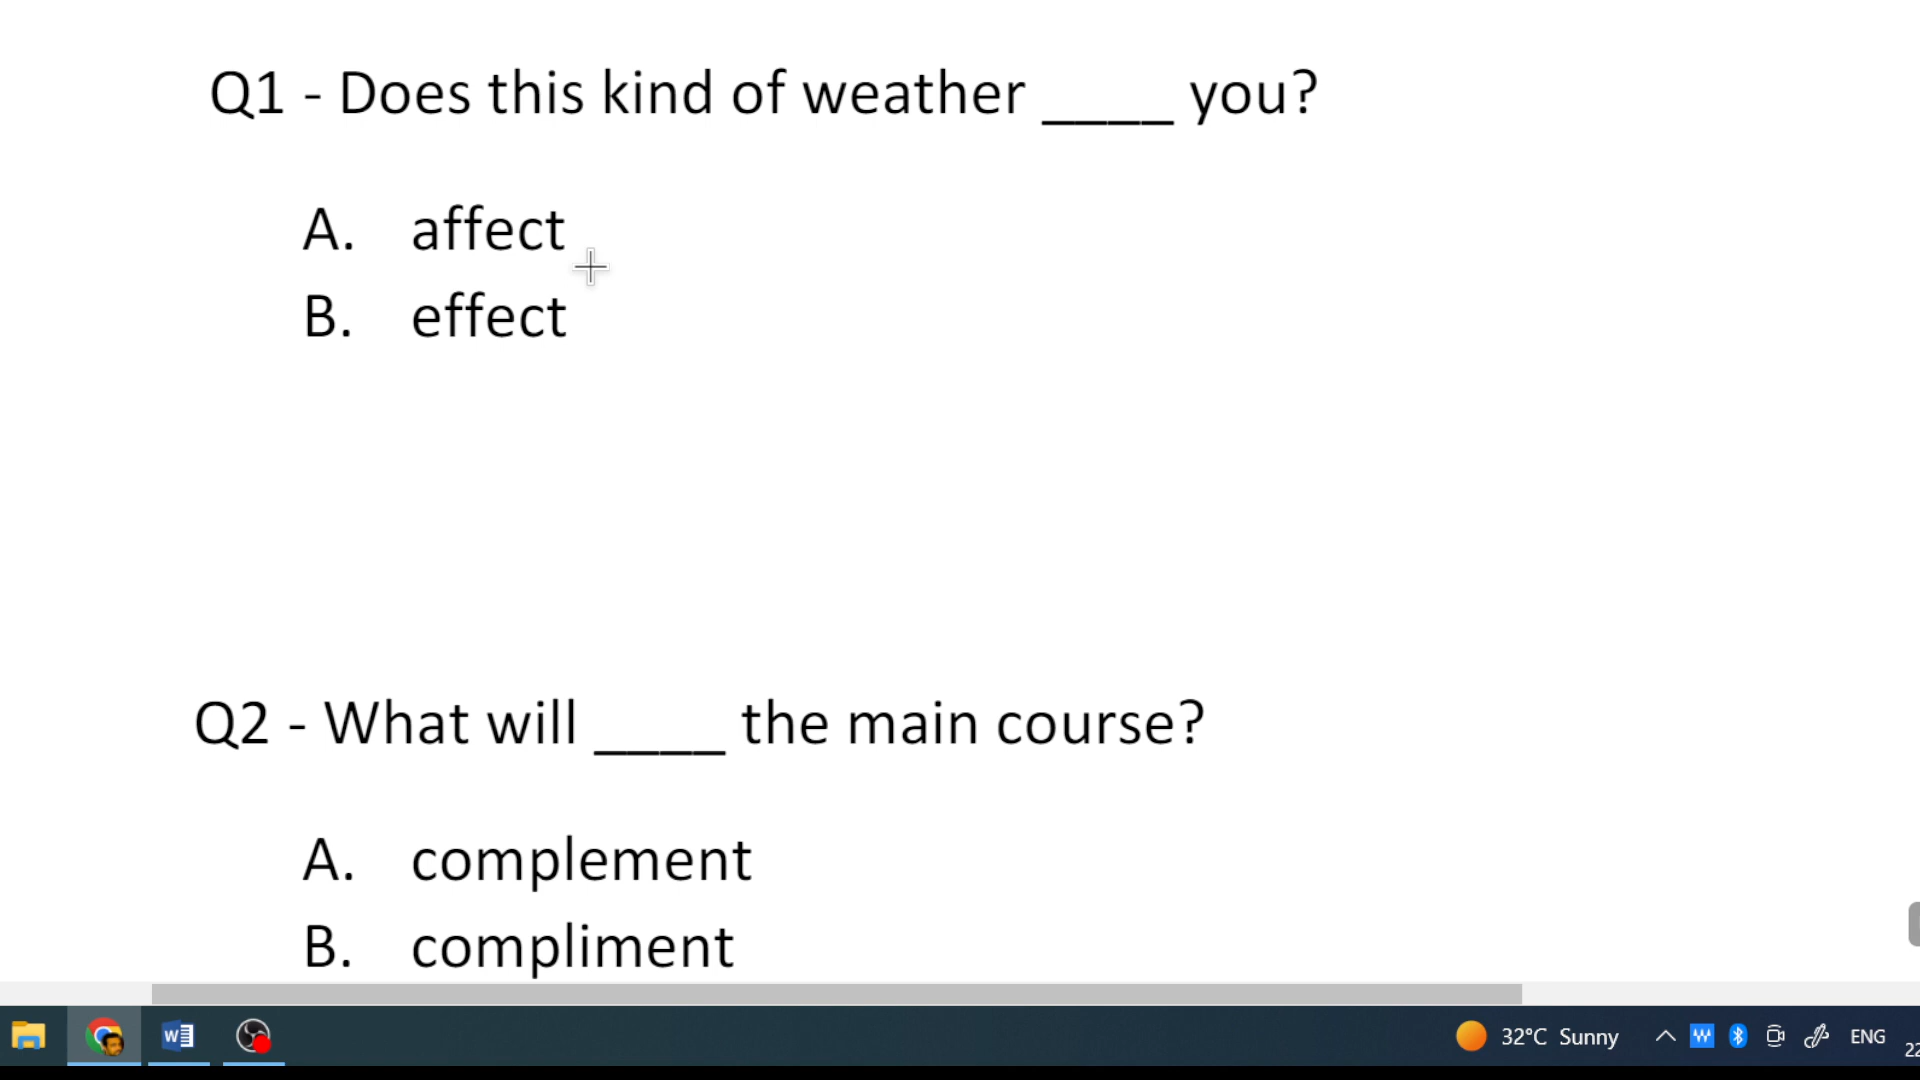 Q1 - Does this kind of weather ____ you?
A. affect
B. effect
Q2 - What will ____ the main course?
A. complement
B. compliment
32°C Sunny ENG
22